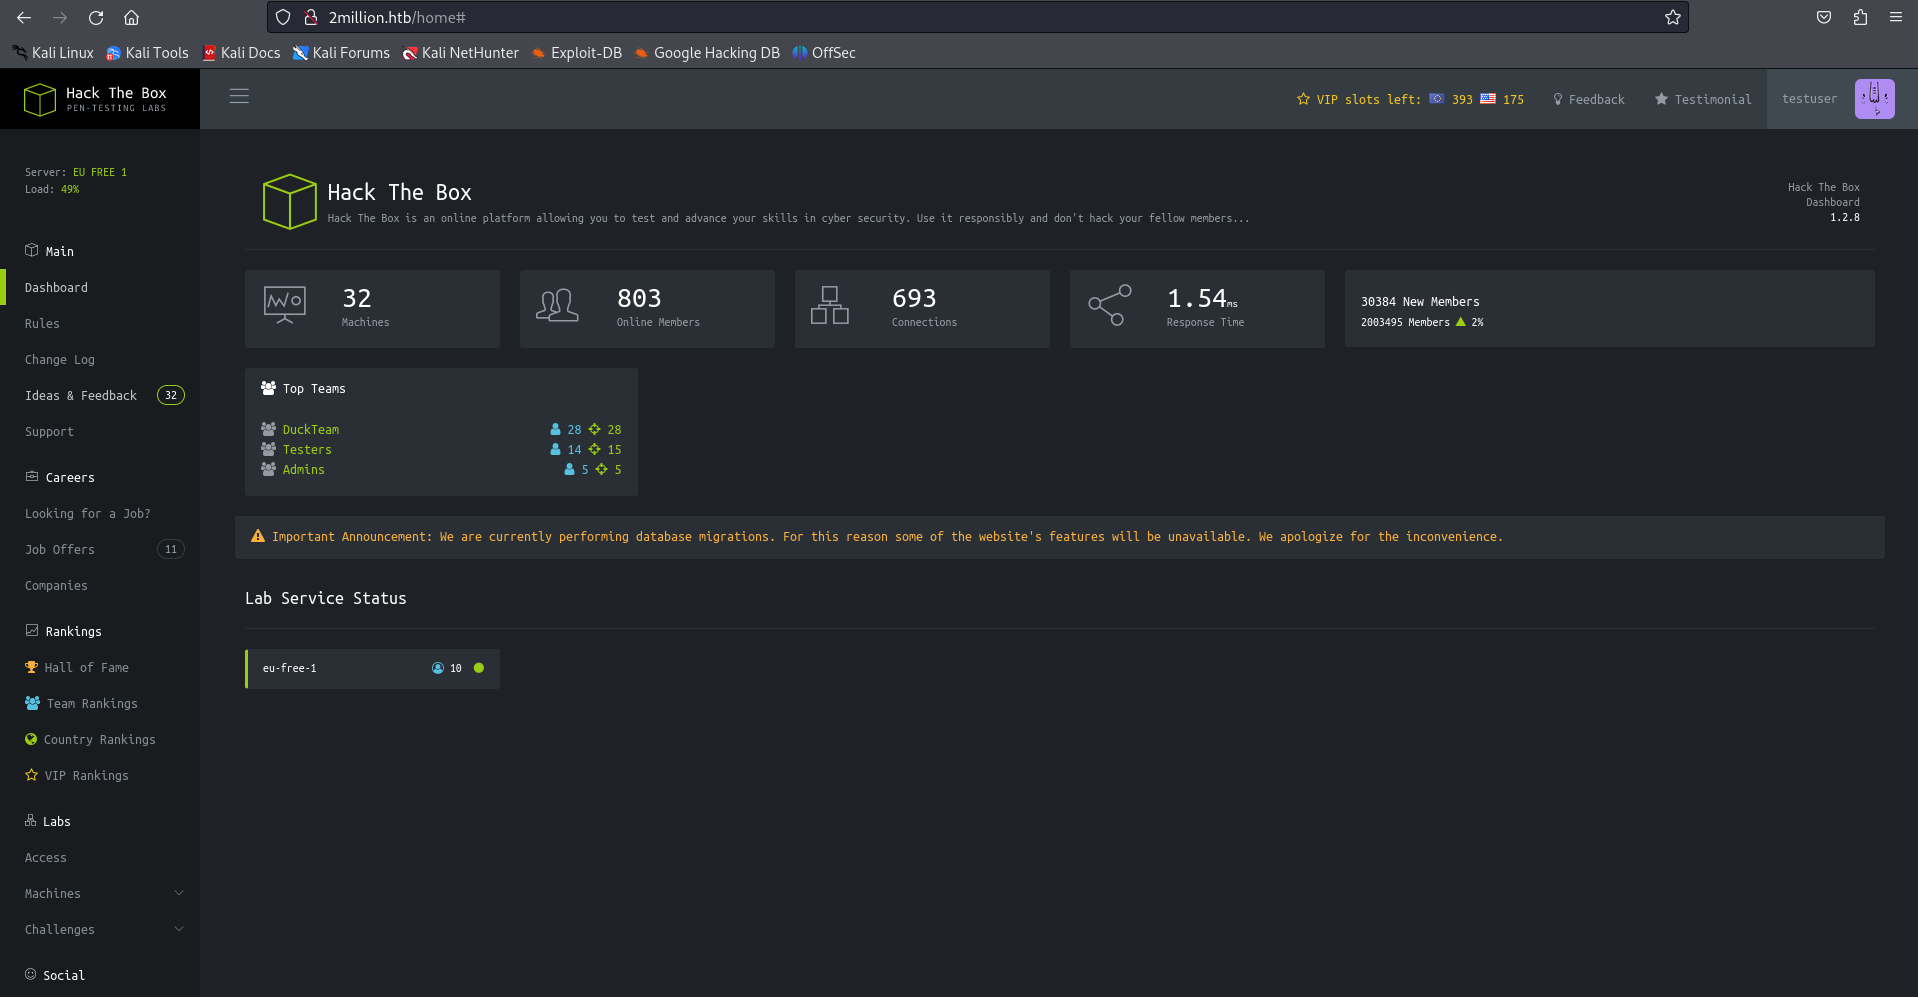 2million.htb/home#
Kali Linux Kali Tools Kali Docs Kali Forums Kali NetHunter Exploit-DB Google Hacking DB OffSec
Hack The Box
PEN-TESTING LABS
VIP slots left: 393 175 Feedback Testimonial testuser
Server: EU FREE 1
Load: 49%
Main
Dashboard
Rules
Change Log
Ideas & Feedback 32
Support
Careers
Looking for a Job?
Job Offers 11
Companies
Rankings
Hall of Fame
Team Rankings
Country Rankings
VIP Rankings
Labs
Access
Machines
Challenges
Social
Hack The Box
Hack The Box is an online platform allowing you to test and advance your skills in cyber security. Use it responsibly and don't hack your fellow members...
Hack The Box
Dashboard
1.2.8
32
Machines
803
Online Members
693
Connections
1.54ms
Response Time
30384 New Members
2003495 Members 2%
Top Teams
DuckTeam 28 28
Testers 14 15
Admins 5 5
Important Announcement: We are currently performing database migrations. For this reason some of the website's features will be unavailable. We apologize for the inconvenience.
Lab Service Status
eu-free-1 10